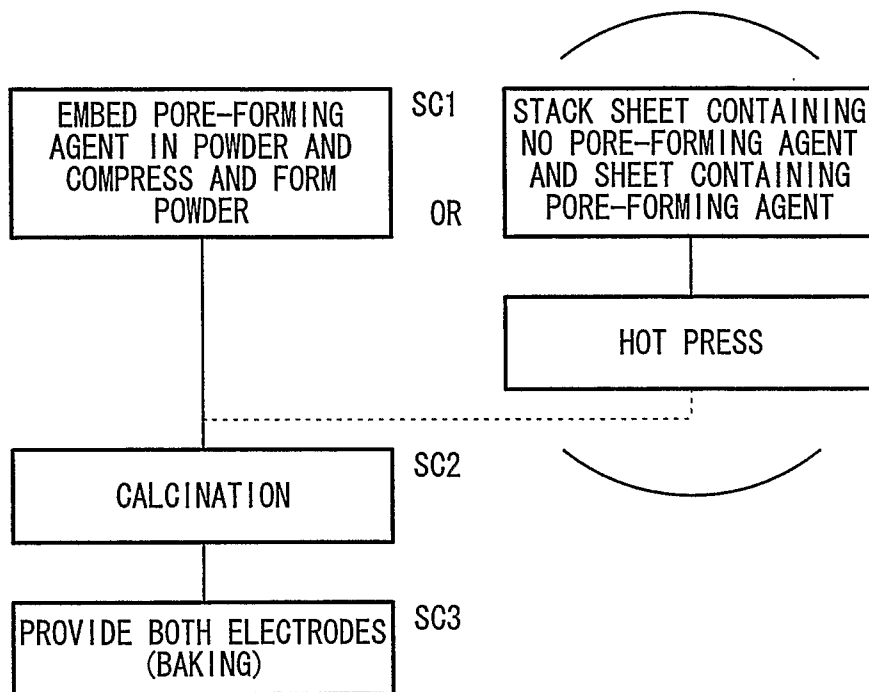 EMBED PORE-FORMING
AGENT IN POWDER AND
COMPRESS AND FORM
POWDER
SC1
OR
STACK SHEET CONTAINING
NO PORE-FORMING AGENT
AND SHEET CONTAINING
PORE-FORMING AGENT
HOT PRESS
CALCINATION
SC2
PROVIDE BOTH ELECTRODES
(BAKING)
SC3